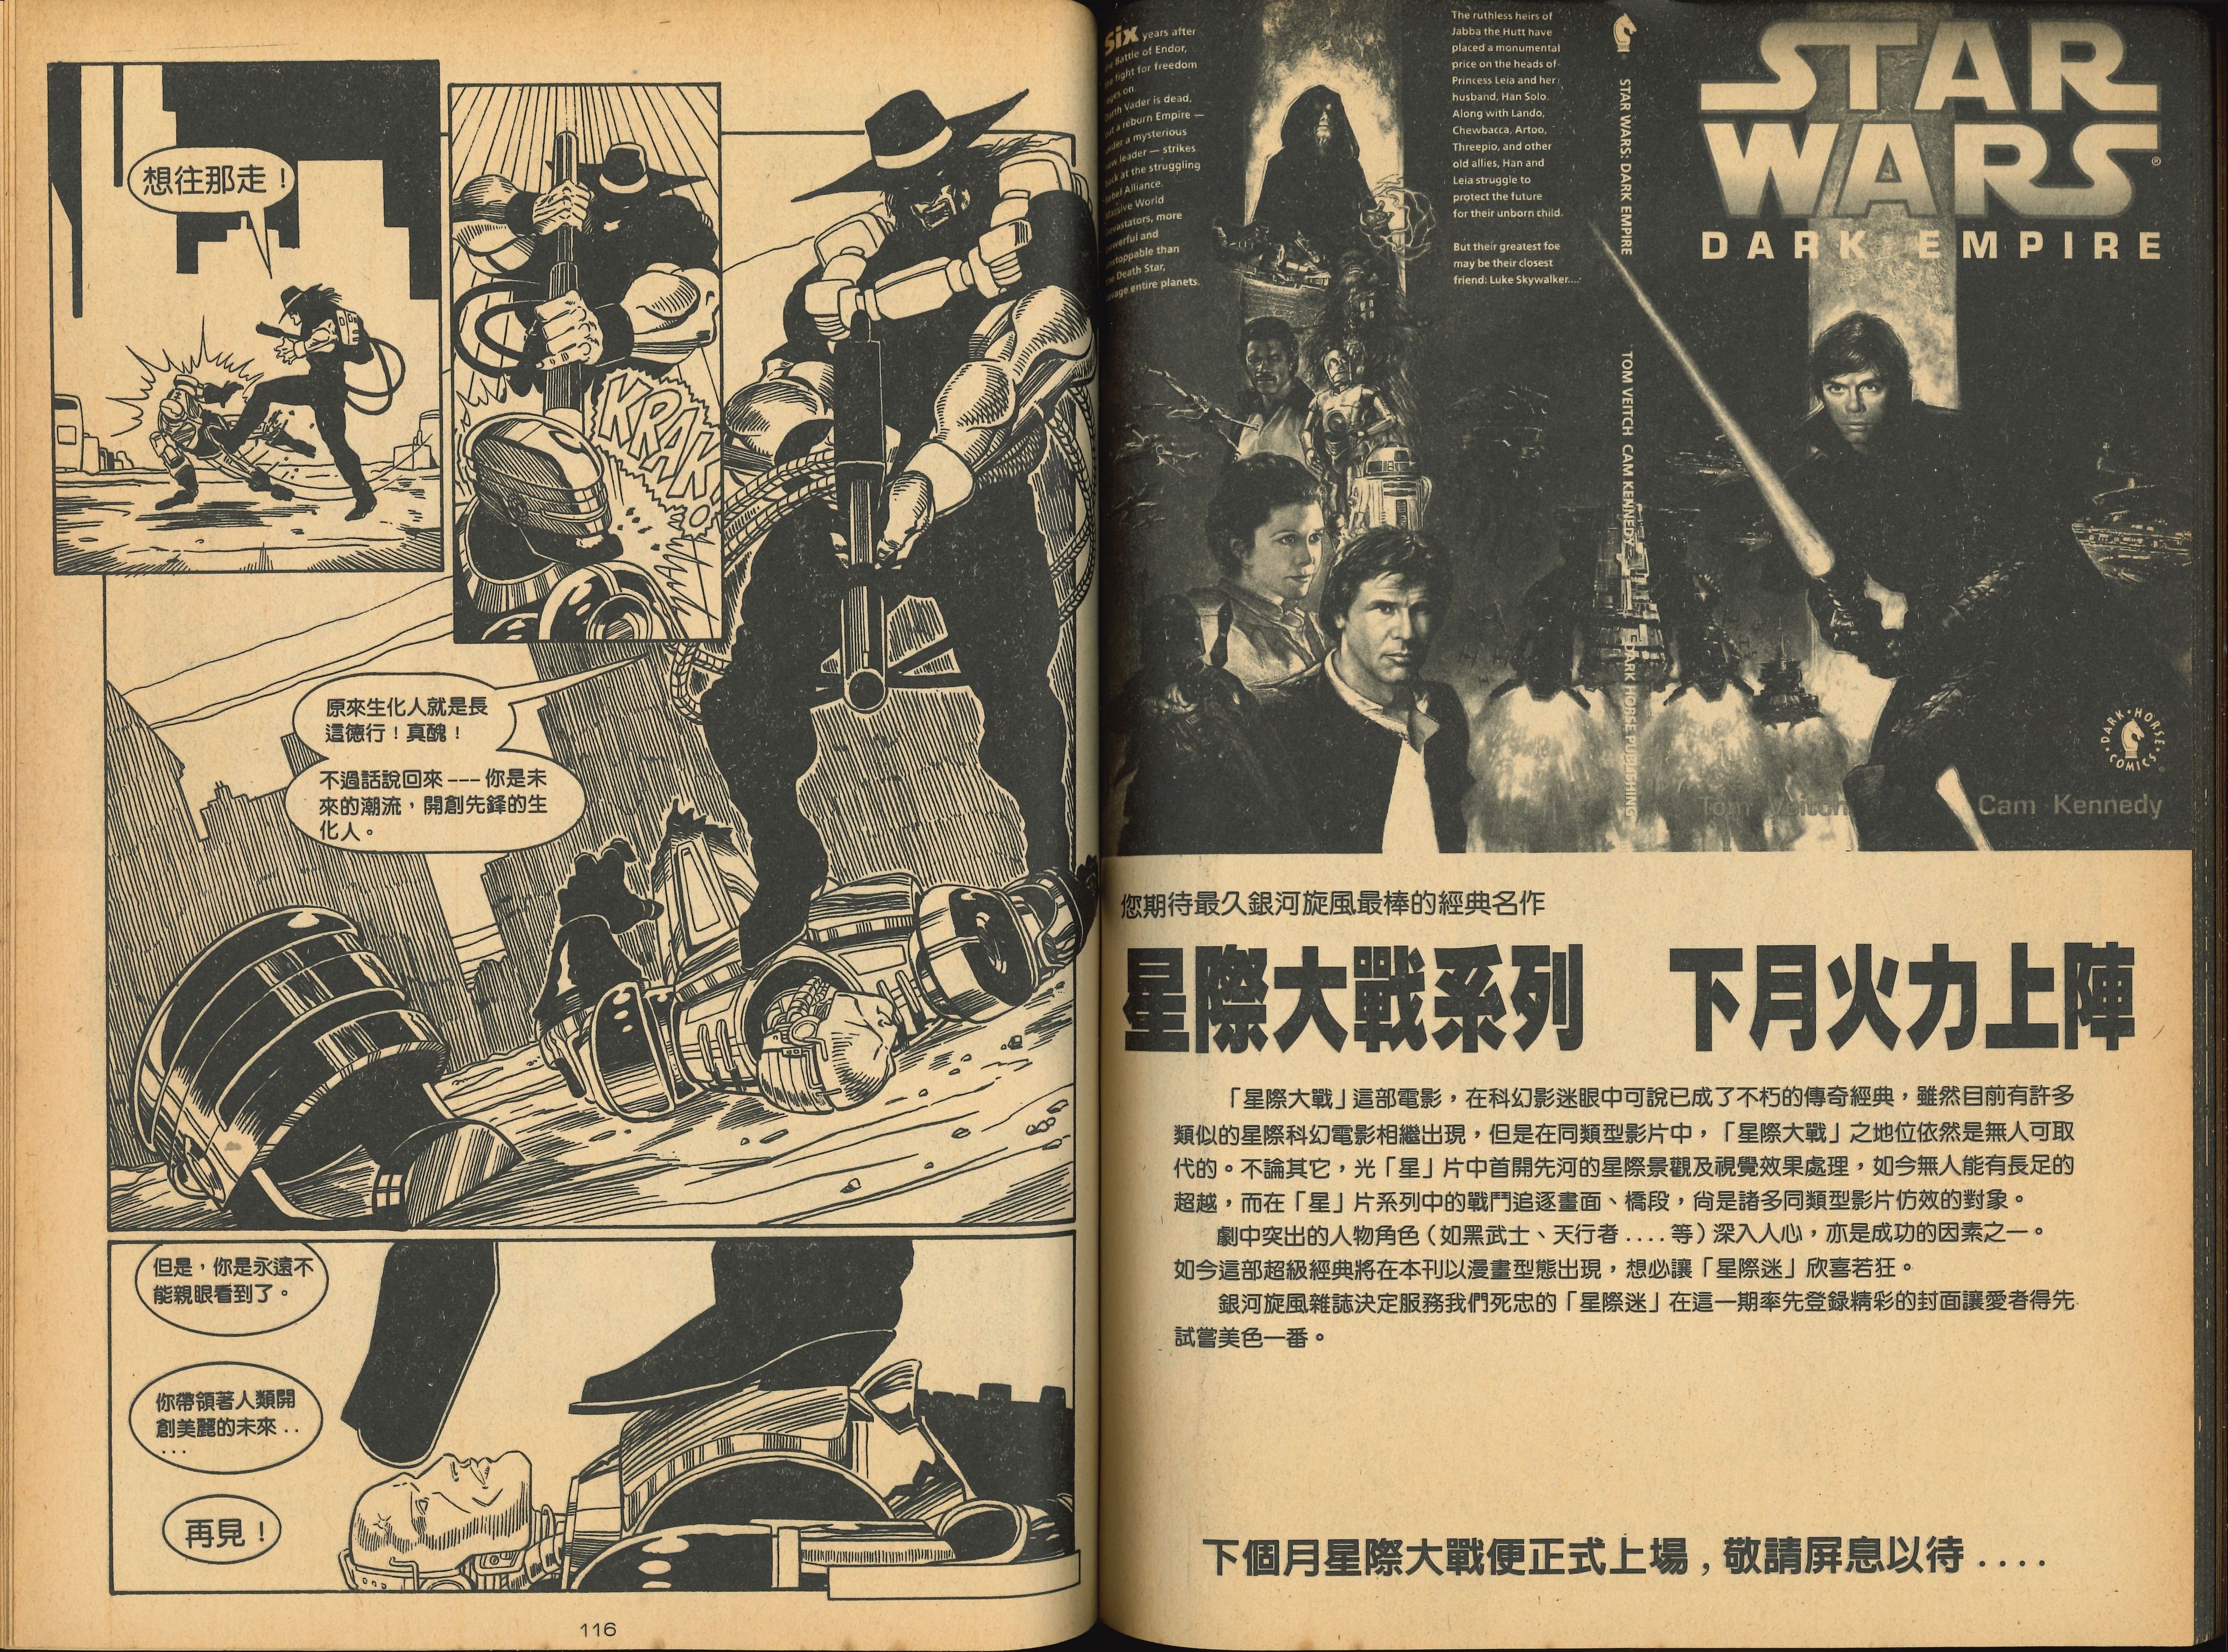 想往那走！
KRAK!
原來生化人就是長
這德行！真醜！
不過話說回來---你是未
來的潮流，開創先鋒的生
化人。
但是，你是永遠不
能親眼看到了。
你帶領著人類開
創美麗的未來..
...
再見！
116
Six years after
Battle of Endor,
fight for freedom
on.
Darth Vader is dead,
but a reborn Empire —
under a mysterious
new leader — strikes
back at the struggling
Rebel Alliance.
Massive World
Devastators, more
powerful and
unstoppable than
the Death Star,
ravage entire planets.
The ruthless heirs of
Jabba the Hutt have
placed a monumental
price on the heads of
Princess Leia and her
husband, Han Solo.
Along with Lando,
Chewbacca, Artoo,
Threepio, and other
old allies, Han and
Leia struggle to
protect the future
for their unborn child.
But their greatest foe
may be their closest
friend: Luke Skywalker....
STAR WARS: DARK EMPIRE
TOM VEITCH CAM KENNEDY
DARK HORSE PUBLISHING
STAR
WARS®
DARK EMPIRE
DARK HORSE COMICS®
Tom Veitch
Cam Kennedy
您期待最久銀河旋風最棒的經典名作
星際大戰系列 下月火力上陣
「星際大戰」這部電影，在科幻影迷眼中可說已成了不朽的傳奇經典，雖然目前有許多
類似的星際科幻電影相繼出現，但是在同類型影片中，「星際大戰」之地位依然是無人可取
代的。不論其它，光「星」片中首開先河的星際景觀及視覺效果處理，如今無人能有長足的
超越，而在「星」片系列中的戰鬥追逐畫面、橋段，尚是諸多同類型影片仿效的對象。
劇中突出的人物角色（如黑武士、天行者....等）深入人心，亦是成功的因素之一。
如今這部超級經典將在本刊以漫畫型態出現，想必讓「星際迷」欣喜若狂。
銀河旋風雜誌決定服務我們死忠的「星際迷」在這一期率先登錄精彩的封面讓愛者得先
試嘗美色一番。
下個月星際大戰便正式上場，敬請屏息以待....